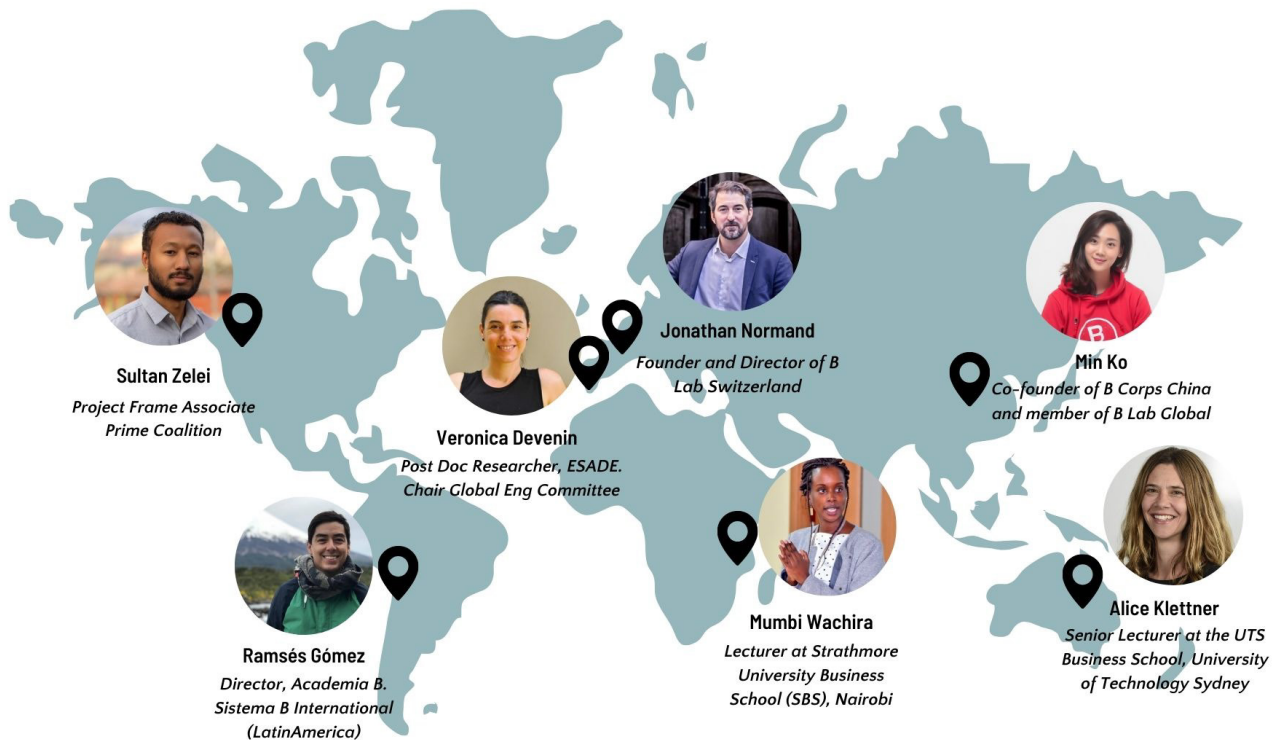 Sultan Zelei
Project Frame Associate
Prime Coalition
Veronica Devenin
Post Doc Researcher, ESADE.
Chair Global Eng Committee
Jonathan Normand
Founder and Director of B
Lab Switzerland
B
Min Ko
Co-founder of B Corps China
and member of B Lab Global
Ramsés Gómez
Director, Academia B.
Sistema B International
(LatinAmerica)
Mumbi Wachira
Lecturer at Strathmore
University Business
School (SBS), Nairobi
Alice Klettner
Senior Lecturer at the UTS
Business School, University
of Technology Sydney